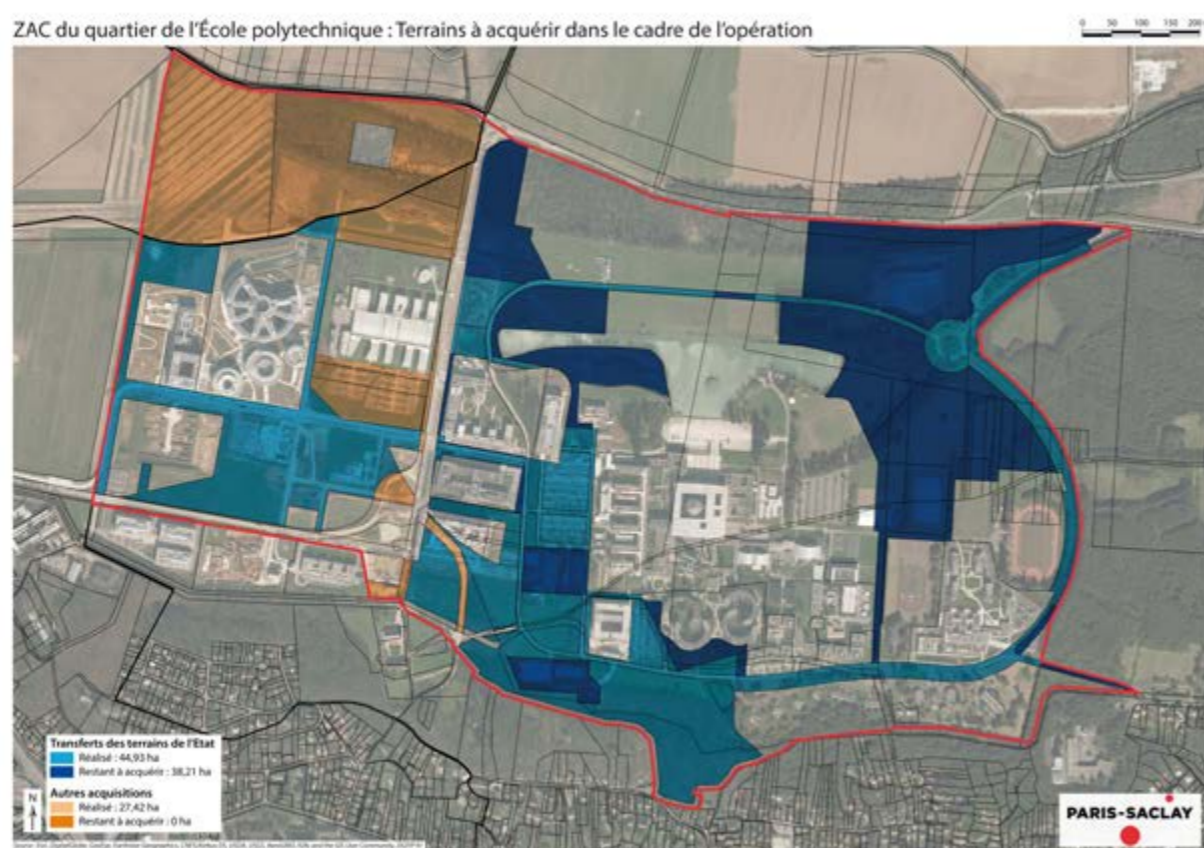 ZAC du quartier de l'École polytechnique : Terrains à acquérir dans le cadre de l'opération
0 50 100 150 200
Transferts des terrains de l'Etat
Réalisé : 44,93 ha
Restant à acquérir : 38,21 ha
Autres acquisitions
Réalisé : 27,42 ha
Restant à acquérir : 0 ha
N
PARIS-SACLAY